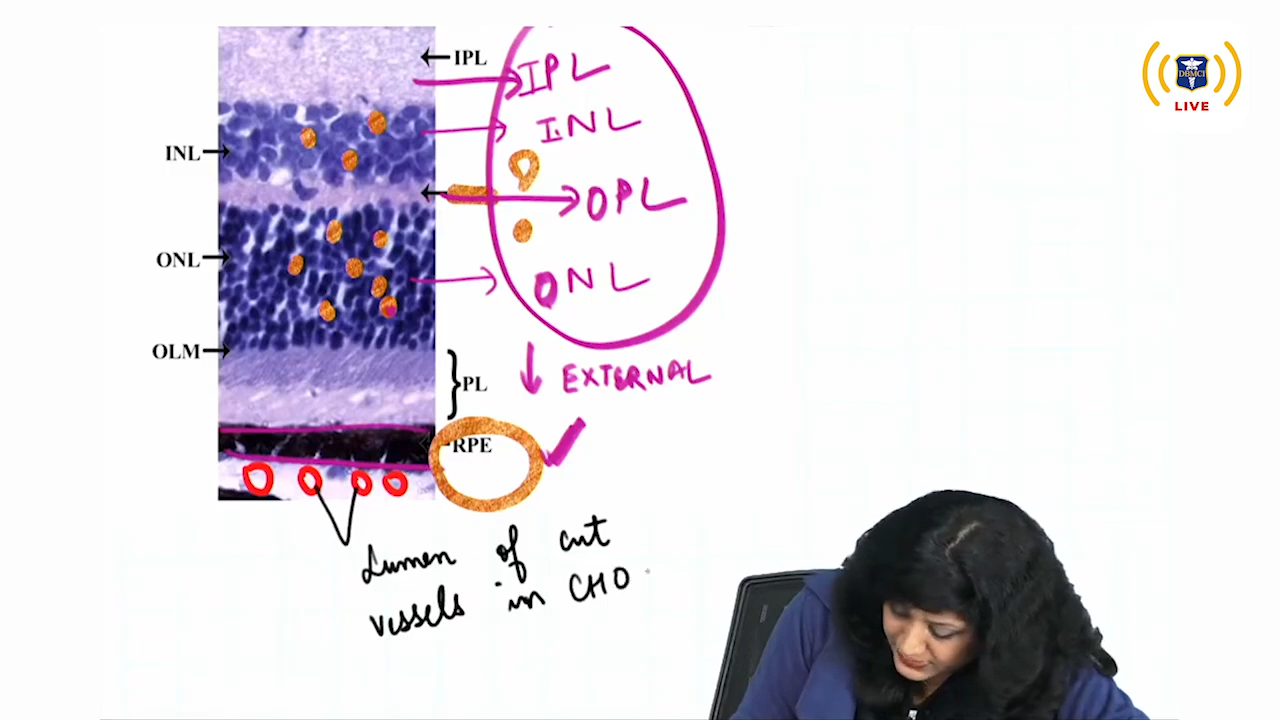 IPL
IPL
INL
INL
OPL
ONL
ONL
OLM
PL
EXTERNAL
RPE
Lumen of cut
vessels in CHO
DBMCI
LIVE